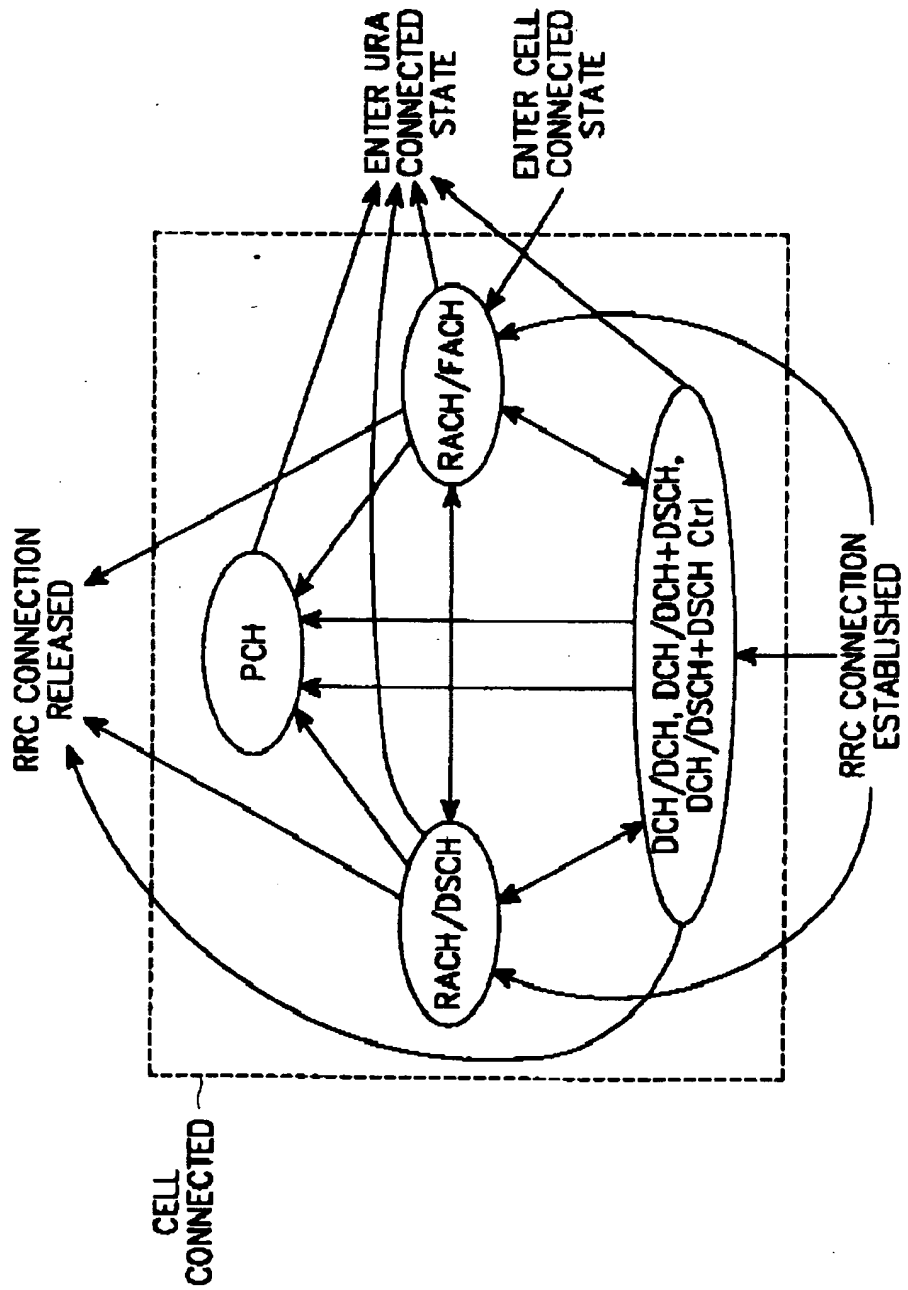 RRC CONNECTION
RELEASED
CELL
CONNECTED
PCH
ENTER URA
CONNECTED
STATE
RACH/DSCH
RACH/FACH
ENTER CELL
CONNECTED
STATE
DCH/DCH, DCH/DCH+DSCH,
DCH/DSCH+DSCH Ctrl
RRC CONNECTION
ESTABLISHED